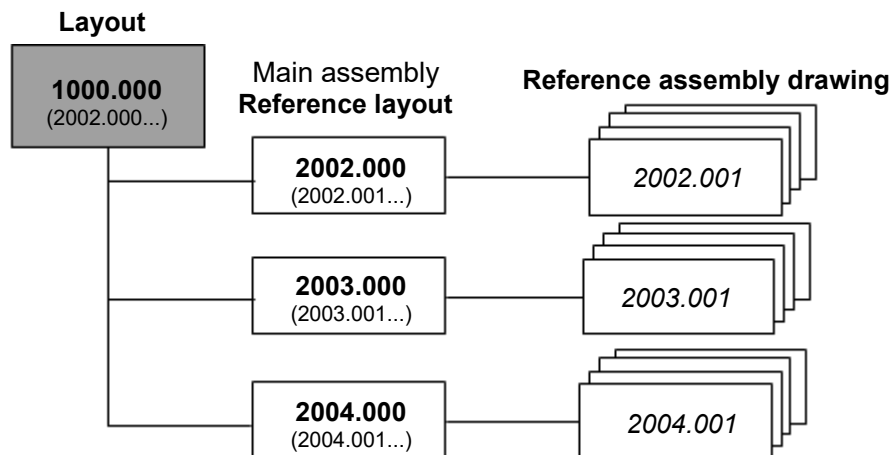 Layout
1000.000
(2002.000...)
Main assembly
Reference layout
Reference assembly drawing
2002.000
(2002.001...)
2002.001
2003.000
(2003.001...)
2003.001
2004.000
(2004.001...)
2004.001